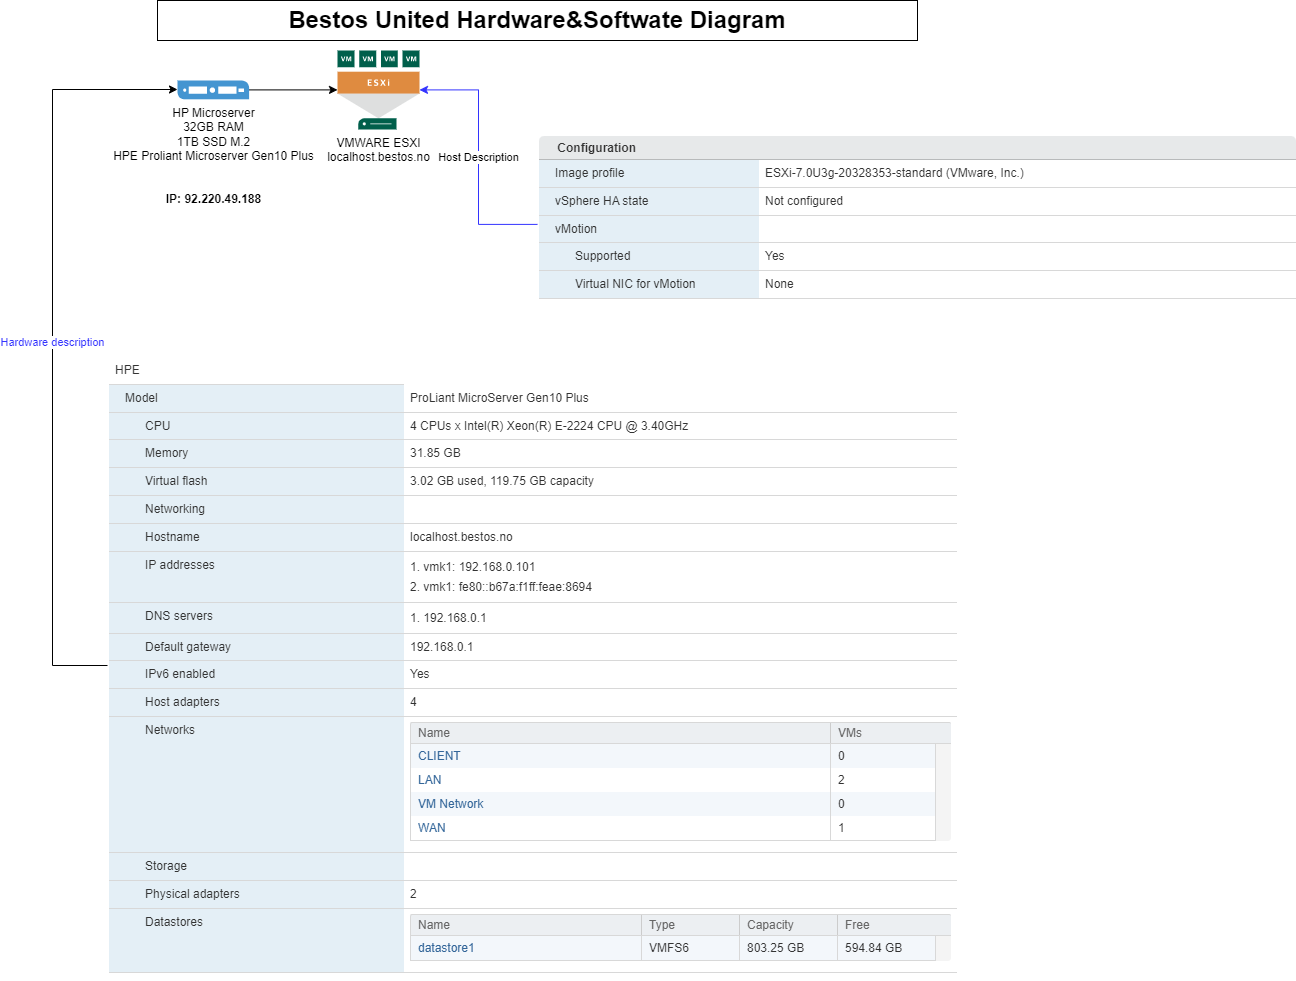 Bestos United Hardware&Softwate Diagram
VM VM VM VM
ESXi
HP Microserver
32GB RAM
1TB SSD M.2
HPE Proliant Microserver Gen10 Plus
IP: 92.220.49.188
VMWARE ESXI
localhost.bestos.no
Host Description
Configuration
Image profile ESXi-7.0U3g-20328353-standard (VMware, Inc.)
vSphere HA state Not configured
vMotion
Supported Yes
Virtual NIC for vMotion None
Hardware description
HPE
Model ProLiant MicroServer Gen10 Plus
CPU 4 CPUs x Intel(R) Xeon(R) E-2224 CPU @ 3.40GHz
Memory 31.85 GB
Virtual flash 3.02 GB used, 119.75 GB capacity
Networking
Hostname localhost.bestos.no
IP addresses 1. vmk1: 192.168.0.101
2. vmk1: fe80::b67a:f1ff:feae:8694
DNS servers 1. 192.168.0.1
Default gateway 192.168.0.1
IPv6 enabled Yes
Host adapters 4
Networks Name VMs
CLIENT 0
LAN 2
VM Network 0
WAN 1
Storage
Physical adapters 2
Datastores Name Type Capacity Free
datastore1 VMFS6 803.25 GB 594.84 GB